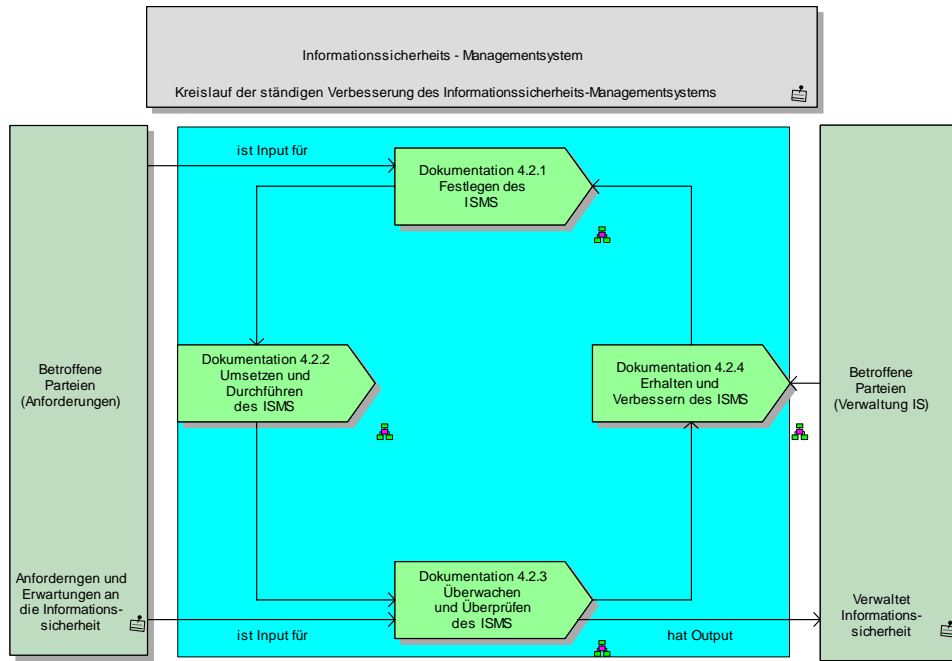 Informationssicherheits - Managementsystem
Kreislauf der ständigen Verbesserung des Informationssicherheits-Managementsystems
ist Input für
Dokumentation 4.2.1
Festlegen des
ISMS
Betroffene
Parteien
(Anforderungen)
Dokumentation 4.2.2
Umsetzen und
Durchführen
des ISMS
Dokumentation 4.2.4
Erhalten und
Verbessern des ISMS
Betroffene
Parteien
(Verwaltung IS)
Anforderngen und
Erwartungen an
die Informations-
sicherheit
ist Input für
Dokumentation 4.2.3
Überwachen
und Überprüfen
des ISMS
hat Output
Verwaltet
Informations-
sicherheit